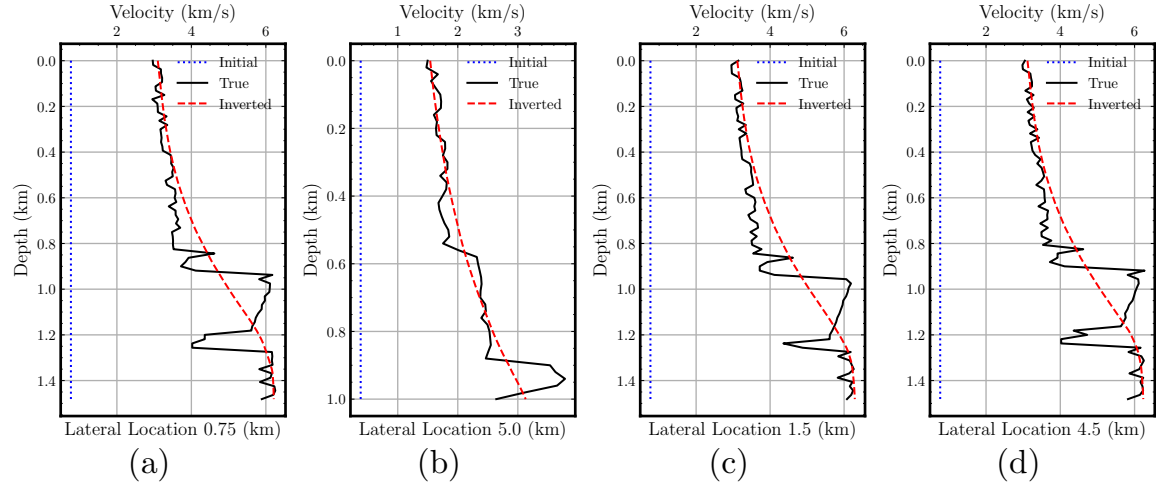 Velocity (km/s)
2 4 6
0.0
0.2
0.4
0.6
0.8
1.0
1.2
1.4
Depth (km)
Initial
True
Inverted
Lateral Location 0.75 (km)
(a)
Velocity (km/s)
1 2 3
0.0
0.2
0.4
0.6
0.8
1.0
Depth (km)
Initial
True
Inverted
Lateral Location 5.0 (km)
(b)
Velocity (km/s)
2 4 6
0.0
0.2
0.4
0.6
0.8
1.0
1.2
1.4
Depth (km)
Initial
True
Inverted
Lateral Location 1.5 (km)
(c)
Velocity (km/s)
2 4 6
0.0
0.2
0.4
0.6
0.8
1.0
1.2
1.4
Depth (km)
Initial
True
Inverted
Lateral Location 4.5 (km)
(d)